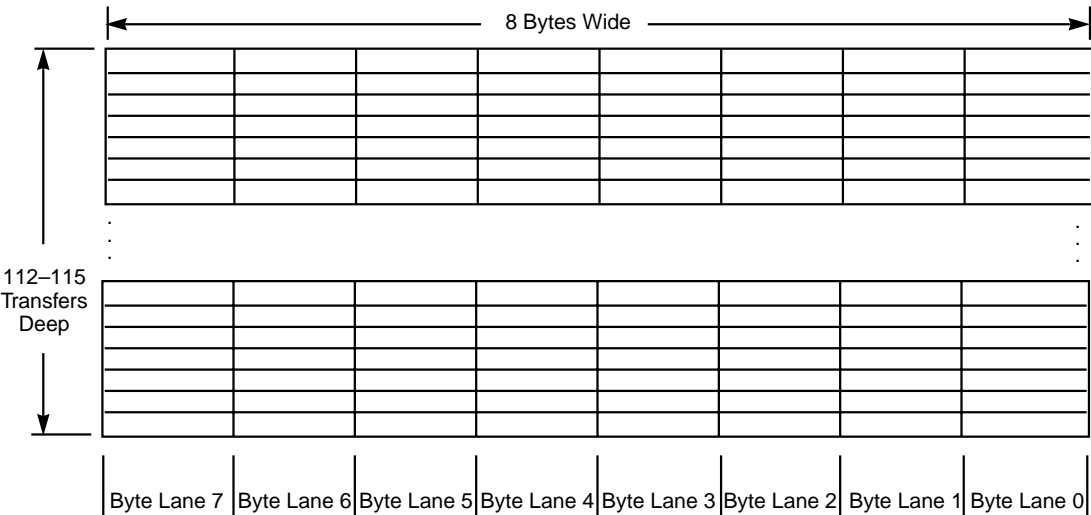 8 Bytes Wide
112–115
Transfers
Deep
Byte Lane 7 Byte Lane 6 Byte Lane 5 Byte Lane 4 Byte Lane 3 Byte Lane 2 Byte Lane 1 Byte Lane 0